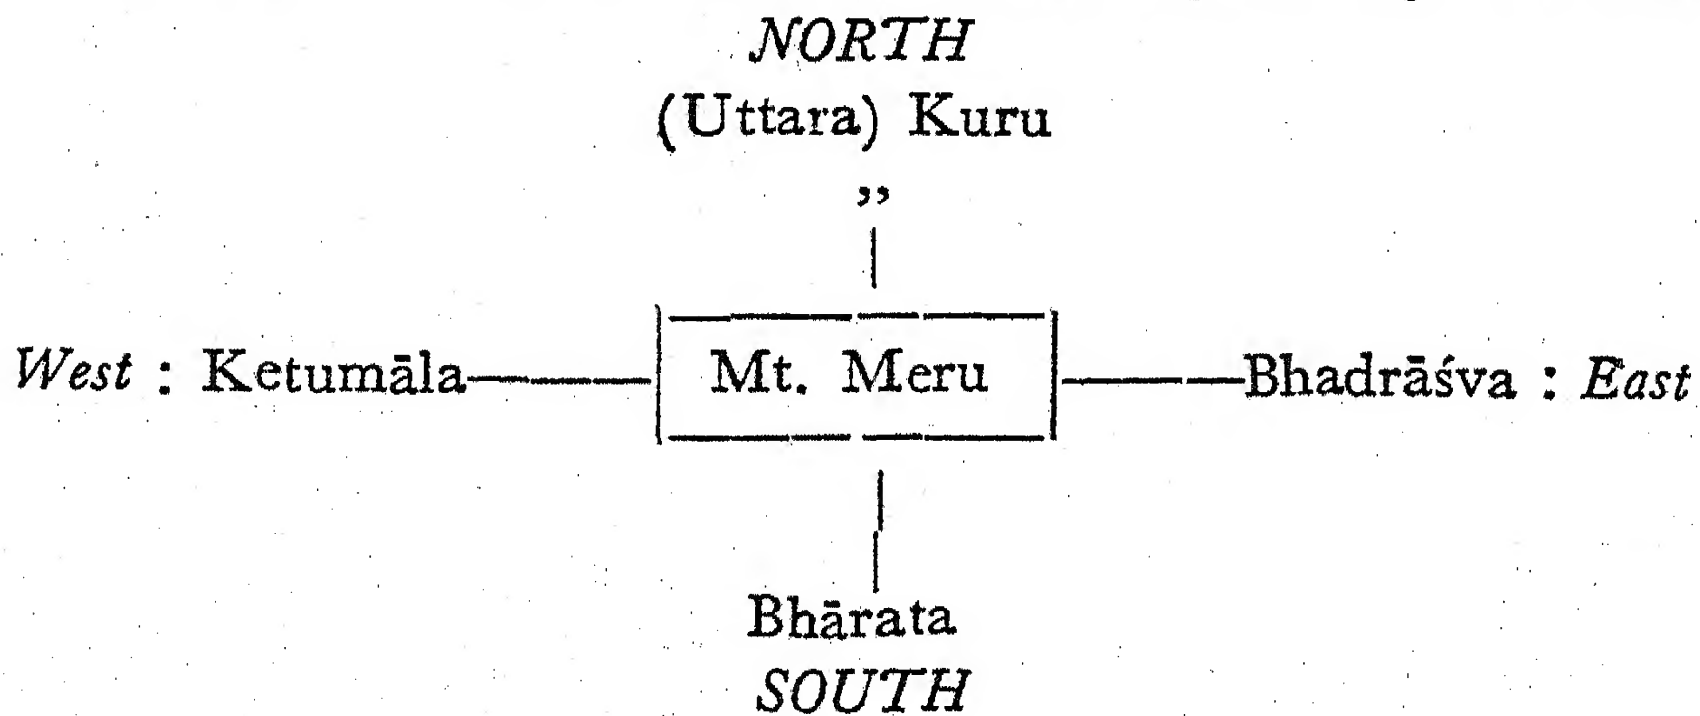 NORTH
(Uttara) Kuru
,,
West : Ketumāla Mt. Meru Bhadrāśva : East
Bhārata
SOUTH